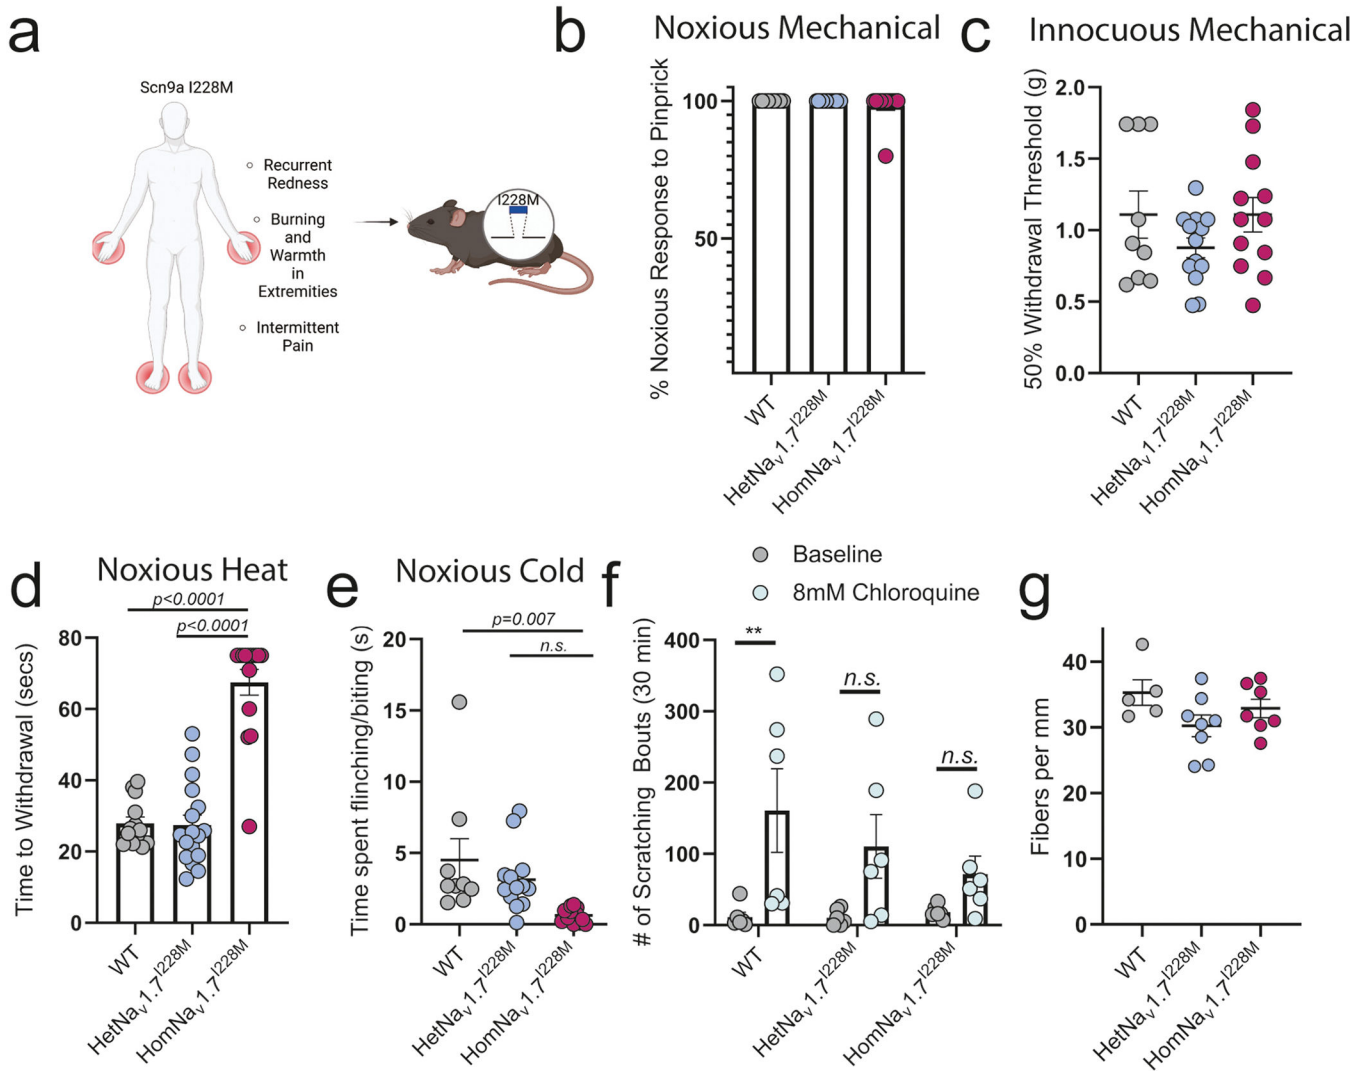 a
Scn9a I228M
Recurrent
Redness
Burning
and
Warmth
in
Extremities
Intermittent
Pain
I228M
b
Noxious Mechanical
% Noxious Response to Pinprick
100
50
WT
HetNav1.7I228M
HomNav1.7I228M
c
Innocuous Mechanical
50% Withdrawal Threshold (g)
2.0
1.5
1.0
0.5
0.0
WT
HetNav1.7I228M
HomNav1.7I228M
d
Noxious Heat
p<0.0001
p<0.0001
Time to Withdrawal (secs)
80
60
40
20
0
WT
HetNav1.7I228M
HomNav1.7I228M
e
Noxious Cold
p=0.007
n.s.
Time spent flinching/biting (s)
20
15
10
5
0
WT
HetNav1.7I228M
HomNav1.7I228M
f
Baseline
8mM Chloroquine
**
n.s.
n.s.
# of Scratching Bouts (30 min)
400
300
200
100
0
WT
HetNav1.7I228M
HomNav1.7I228M
g
Fibers per mm
40
30
20
10
0
WT
HetNav1.7I228M
HomNav1.7I228M